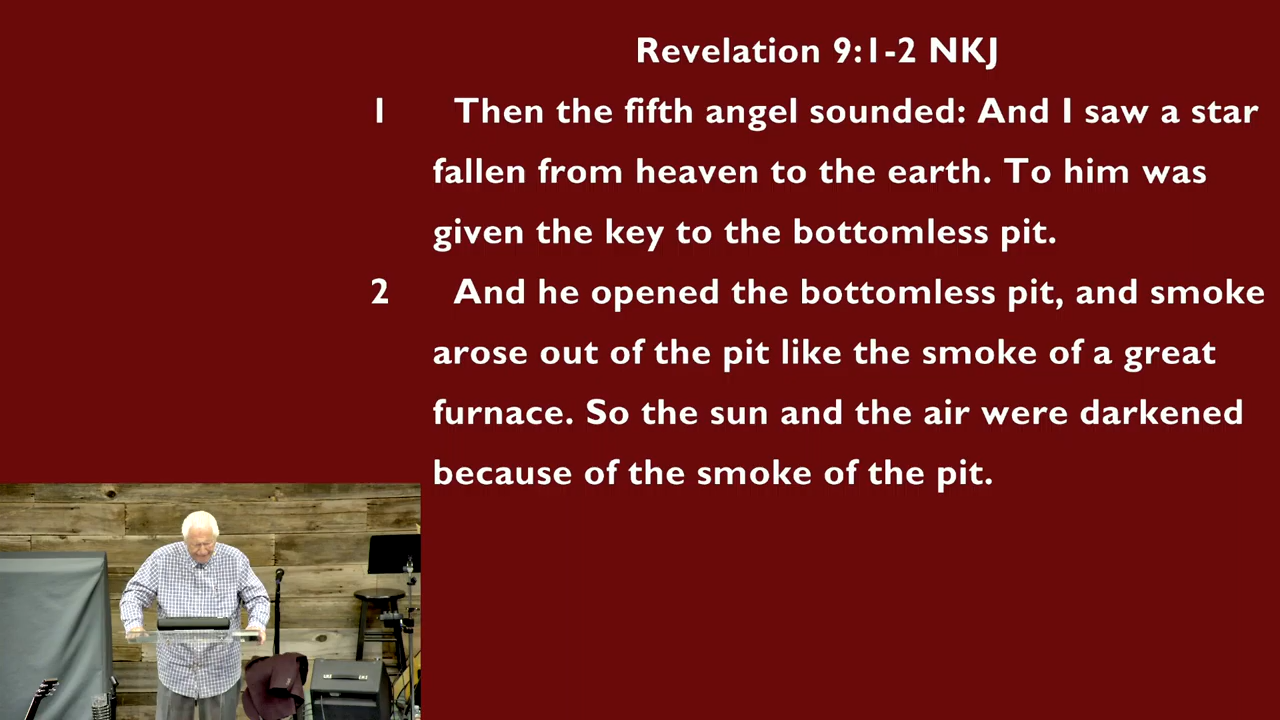 Revelation 9:1-2 NKJ
1 Then the fifth angel sounded: And I saw a star
fallen from heaven to the earth. To him was
given the key to the bottomless pit.
2 And he opened the bottomless pit, and smoke
arose out of the pit like the smoke of a great
furnace. So the sun and the air were darkened
because of the smoke of the pit.